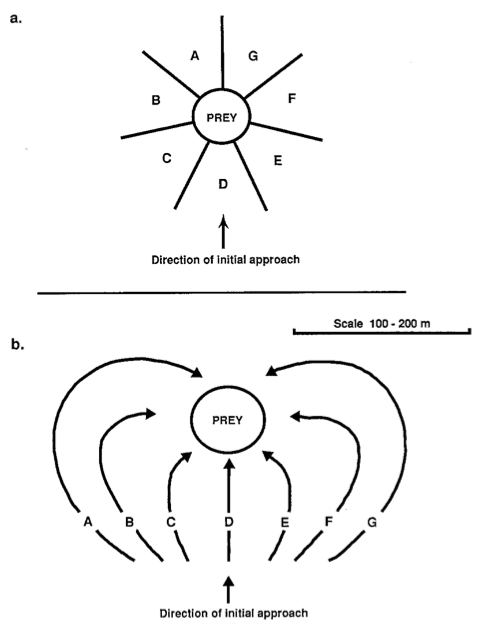 a.
A G
B F
PREY
C E
D
Direction of initial approach
Scale 100 - 200 m
b.
PREY
A B C D E F G
Direction of initial approach